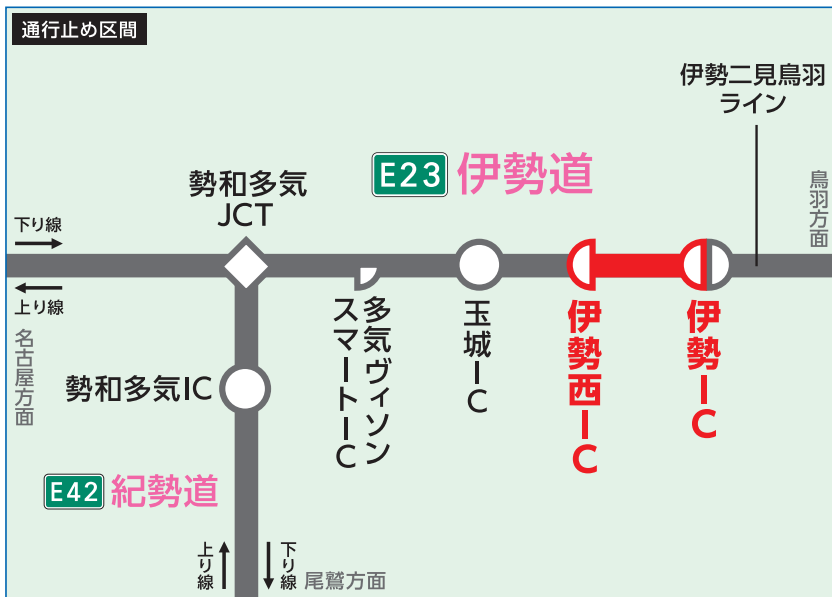 通行止め区間
伊勢二見鳥羽
ライン
E23 伊勢道
勢和多気
JCT
鳥羽方面
下り線
上り線
名古屋方面
多気ヴィソン
スマートIC
玉城IC
伊勢西IC
伊勢IC
勢和多気IC
E42 紀勢道
上り線
下り線
尾鷲方面